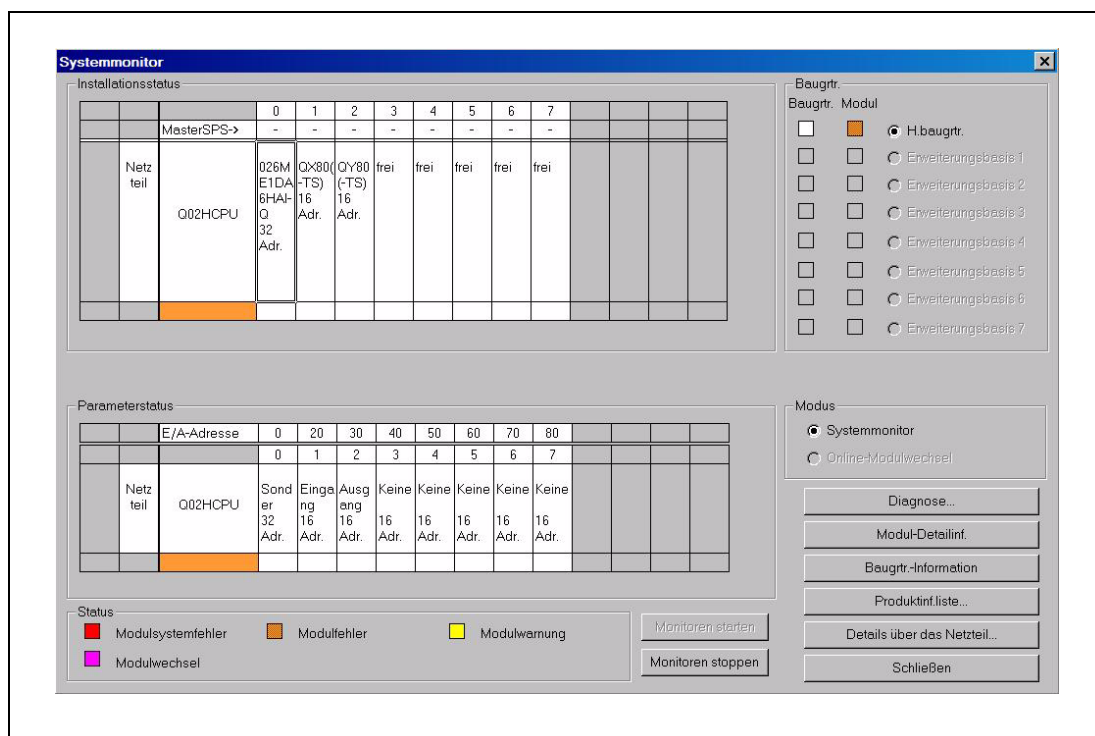 Systemmonitor
Installationsstatus
0 1 2 3 4 5 6 7
MasterSPS-> - - - - - - - -
Netz
teil
Q02HCPU
026M
E1DA
6HAI-
Q
32
Adr.
QX80(
-TS)
16
Adr.
QY80
(-TS)
16
Adr.
frei
frei
frei
frei
frei
Baugrtr.
Baugrtr. Modul
H.baugrtr.
Erweiterungsbasis 1
Erweiterungsbasis 2
Erweiterungsbasis 3
Erweiterungsbasis 4
Erweiterungsbasis 5
Erweiterungsbasis 6
Erweiterungsbasis 7
Parameterstatus
E/A-Adresse 0 20 30 40 50 60 70 80
0 1 2 3 4 5 6 7
Netz
teil
Q02HCPU
Sond
er
32
Adr.
Einga
ng
16
Adr.
Ausg
ang
16
Adr.
Keine
16
Adr.
Keine
16
Adr.
Keine
16
Adr.
Keine
16
Adr.
Keine
16
Adr.
Modus
Systemmonitor
Online-Modulwechsel
Diagnose...
Modul-Detailinf.
Baugrtr.-Information
Produktinf.liste...
Details über das Netzteil...
Schließen
Status
Modulsystemfehler
Modulfehler
Modulwarnung
Modulwechsel
Monitoren starten
Monitoren stoppen